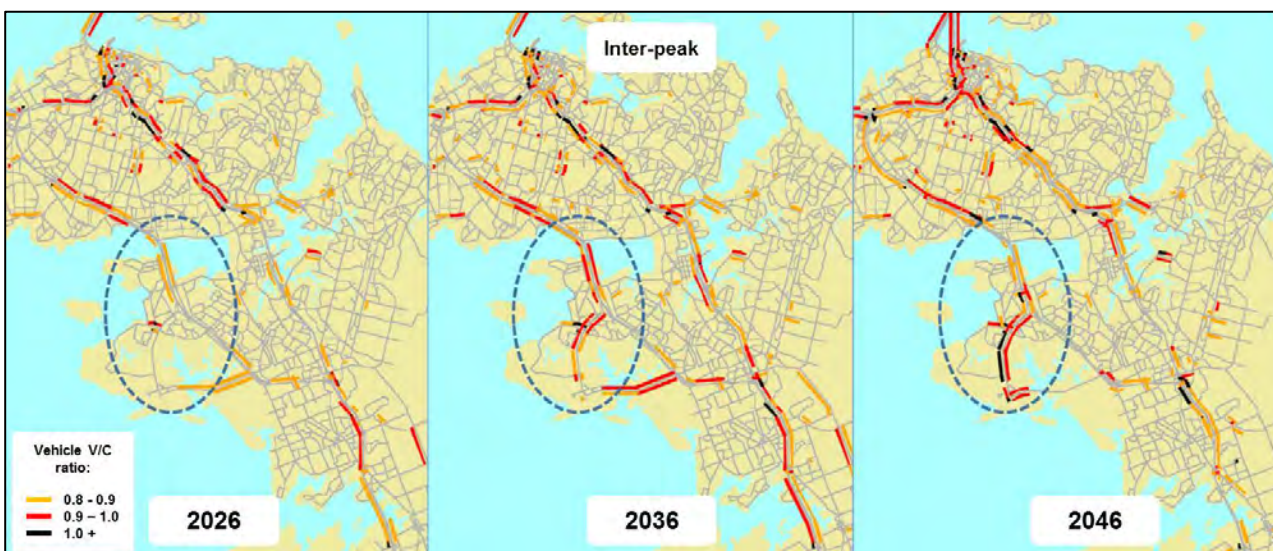 Inter-peak
Vehicle V/C
ratio:
0.8 - 0.9
0.9 – 1.0
1.0 +
2026
2036
2046